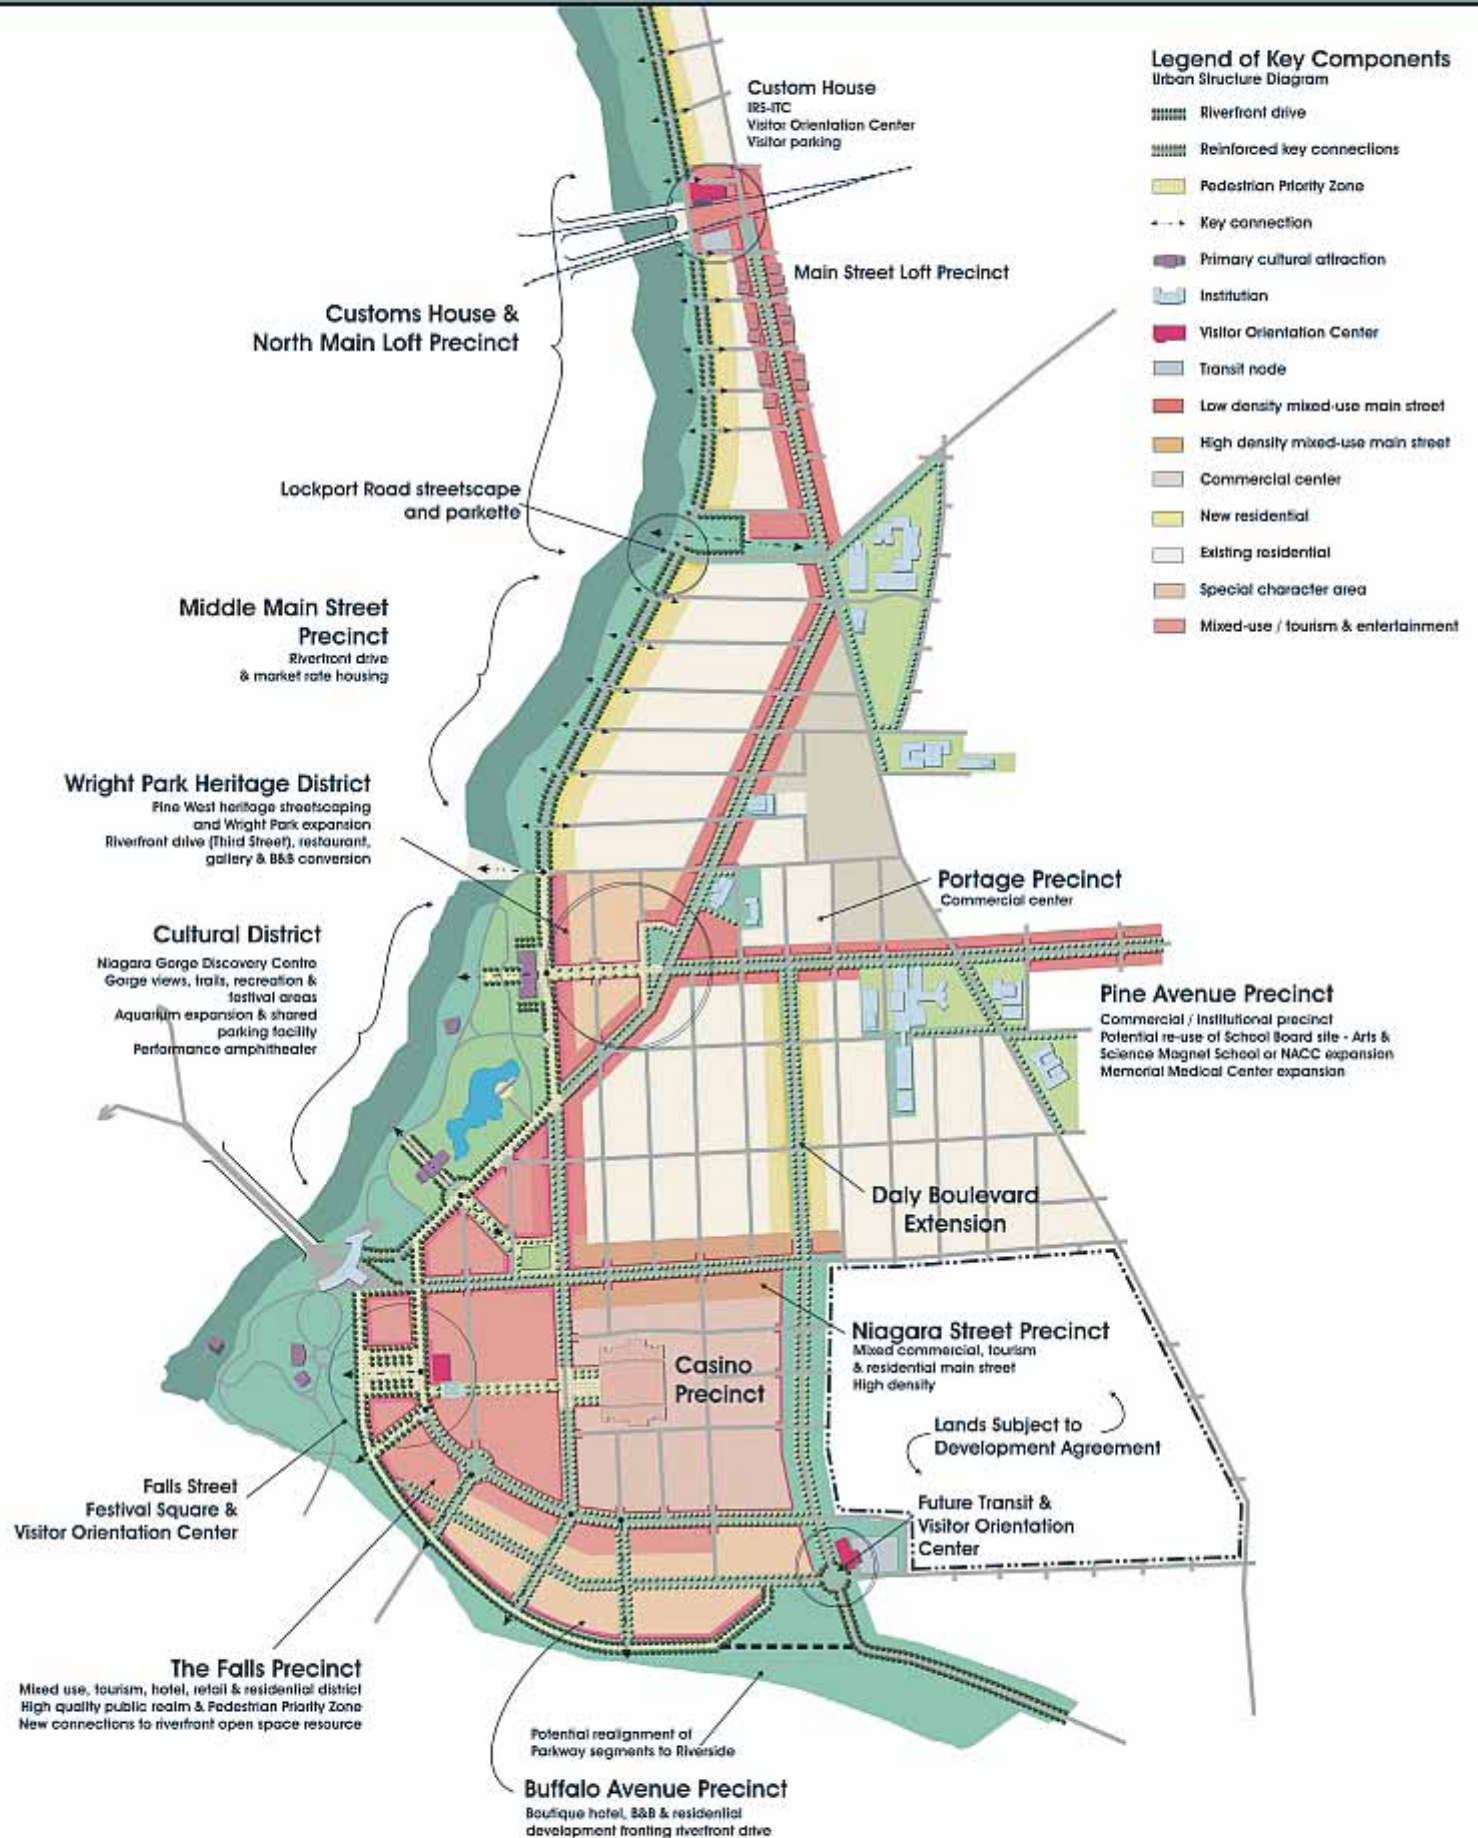 Legend of Key Components
Urban Structure Diagram
Riverfront drive
Reinforced key connections
Pedestrian Priority Zone
Key connection
Primary cultural attraction
Institution
Visitor Orientation Center
Transit node
Low density mixed-use main street
High density mixed-use main street
Commercial center
New residential
Existing residential
Special character area
Mixed-use / tourism & entertainment
Custom House
IRS-ITC
Visitor Orientation Center
Visitor parking
Main Street Loft Precinct
Customs House &
North Main Loft Precinct
Lockport Road streetscape
and parkette
Middle Main Street
Precinct
Riverfront drive
& market rate housing
Wright Park Heritage District
Pine West heritage streetscaping
and Wright Park expansion
Riverfront drive (Third Street), restaurant,
gallery & B&B conversion
Portage Precinct
Commercial center
Cultural District
Niagara Gorge Discovery Centre
Gorge views, trails, recreation &
festival areas
Aquarium expansion & shared
parking facility
Performance amphitheater
Pine Avenue Precinct
Commercial / institutional precinct
Potential re-use of School Board site - Arts &
Science Magnet School or NACC expansion
Memorial Medical Center expansion
Daly Boulevard
Extension
Niagara Street Precinct
Mixed commercial, tourism
& residential main street
High density
Casino
Precinct
Lands Subject to
Development Agreement
Falls Street
Festival Square &
Visitor Orientation Center
Future Transit &
Visitor Orientation
Center
The Falls Precinct
Mixed use, tourism, hotel, retail & residential district
High quality public realm & Pedestrian Priority Zone
New connections to riverfront open space resource
Potential realignment of
Parkway segments to Riverside
Buffalo Avenue Precinct
Boutique hotel, B&B & residential
development fronting riverfront drive